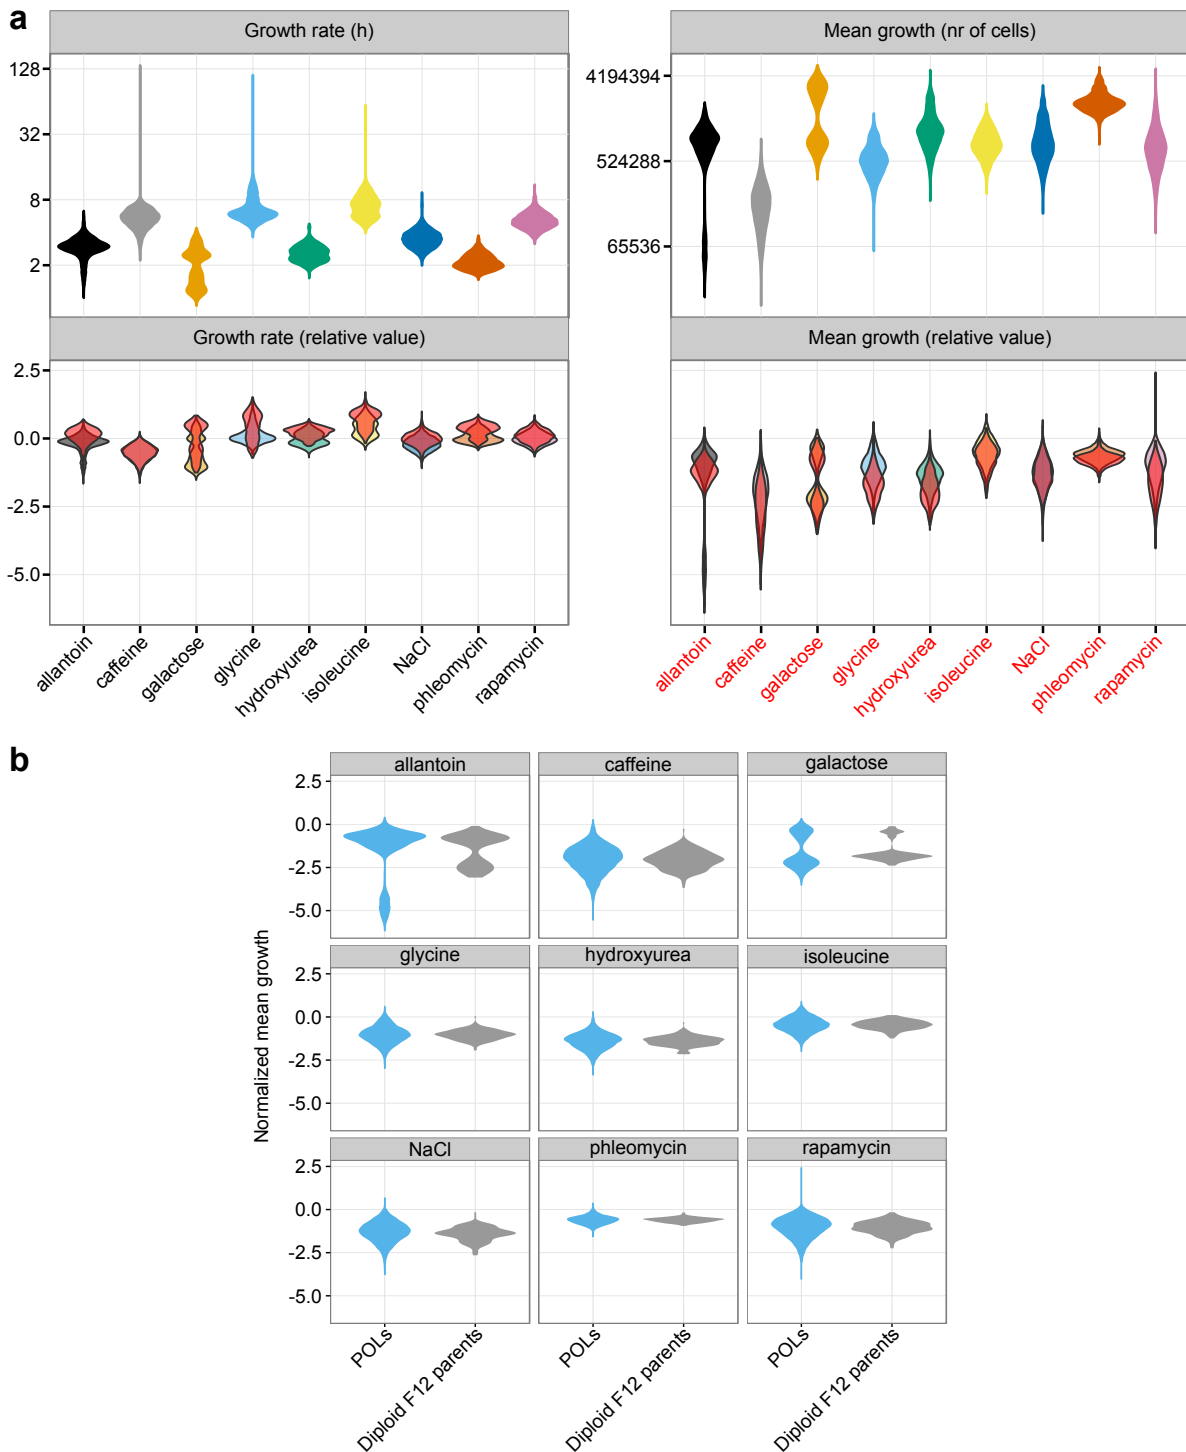 a
Growth rate (h)
Mean growth (nr of cells)
128
32
8
2
4194394
524288
65536
Growth rate (relative value)
Mean growth (relative value)
2.5
0.0
-2.5
-5.0
allantoin
caffeine
galactose
glycine
hydroxyurea
isoleucine
NaCl
phleomycin
rapamycin
allantoin
caffeine
galactose
glycine
hydroxyurea
isoleucine
NaCl
phleomycin
rapamycin
b
Normalized mean growth
allantoin
caffeine
galactose
2.5
0.0
-2.5
-5.0
glycine
hydroxyurea
isoleucine
2.5
0.0
-2.5
-5.0
NaCl
phleomycin
rapamycin
2.5
0.0
-2.5
-5.0
POLs
Diploid F12 parents
POLs
Diploid F12 parents
POLs
Diploid F12 parents